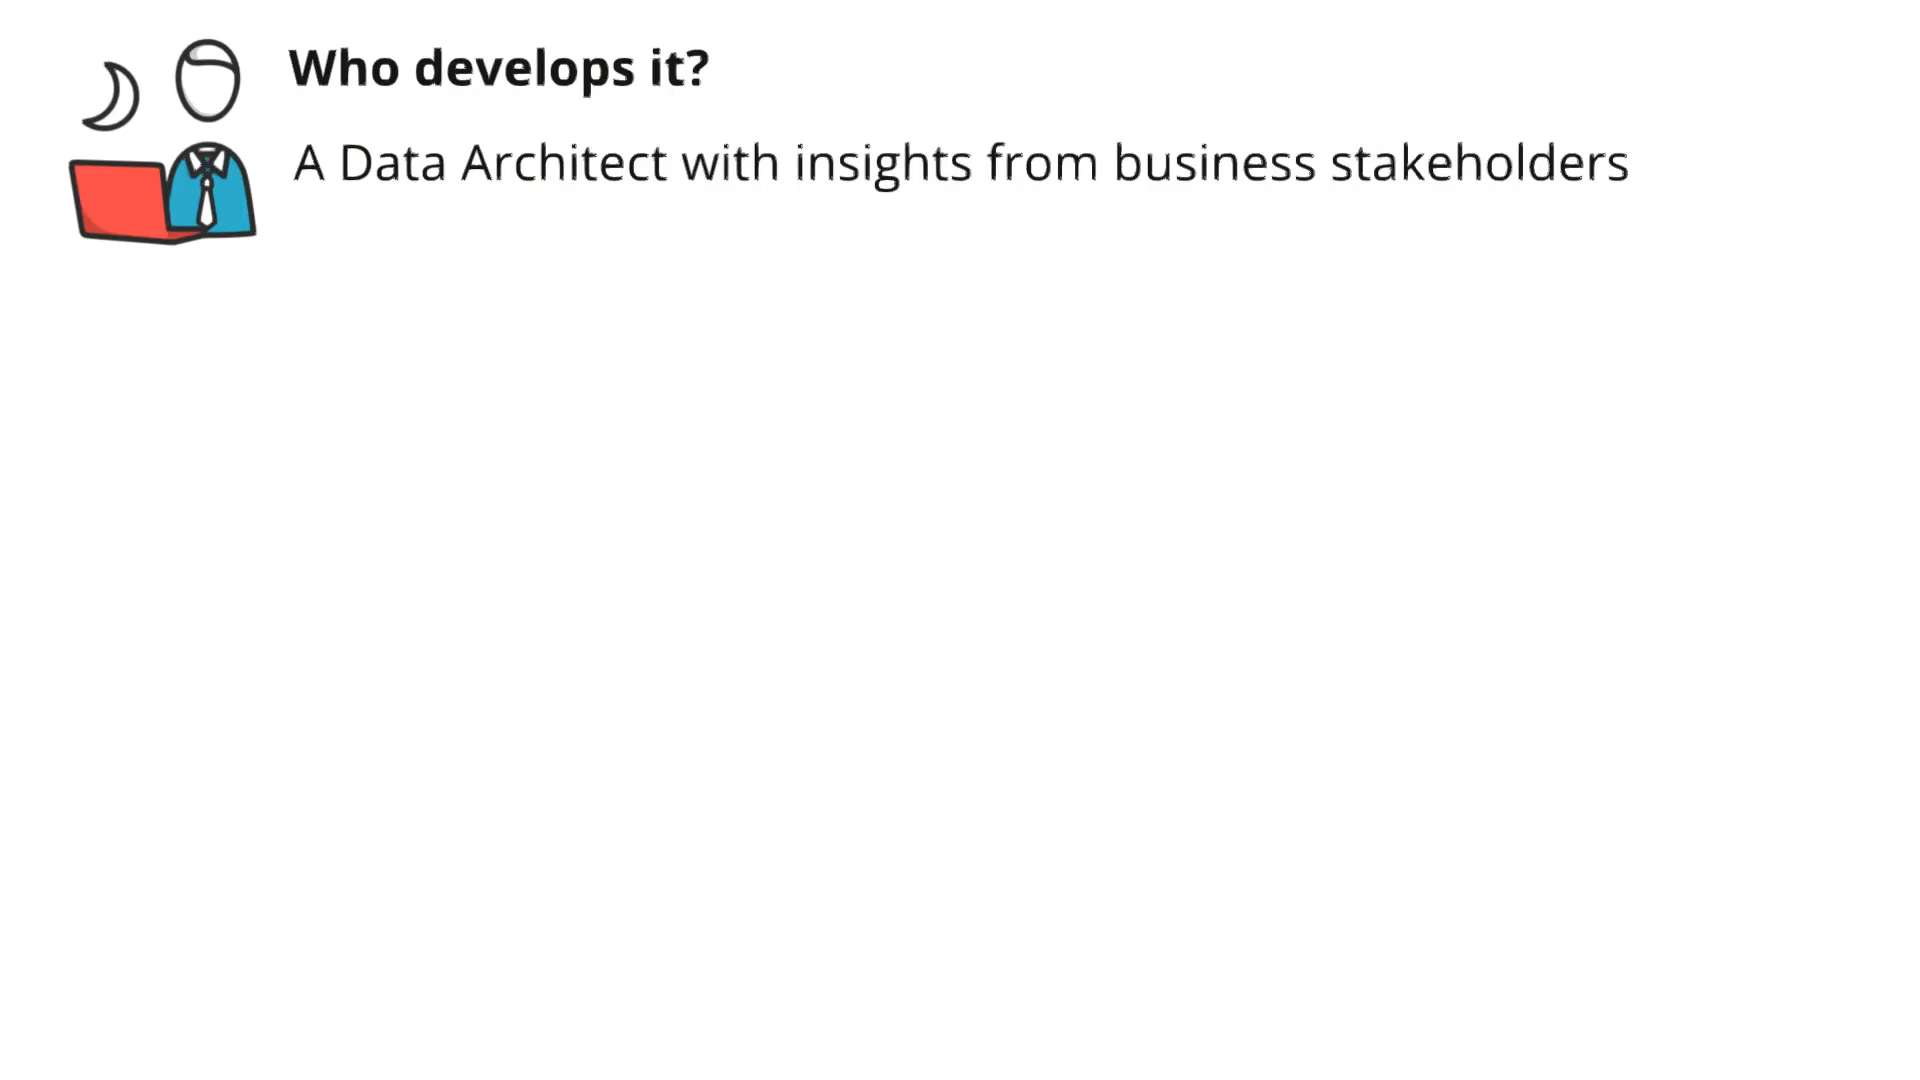 Who develops it?
A Data Architect with insights from business stakeholders